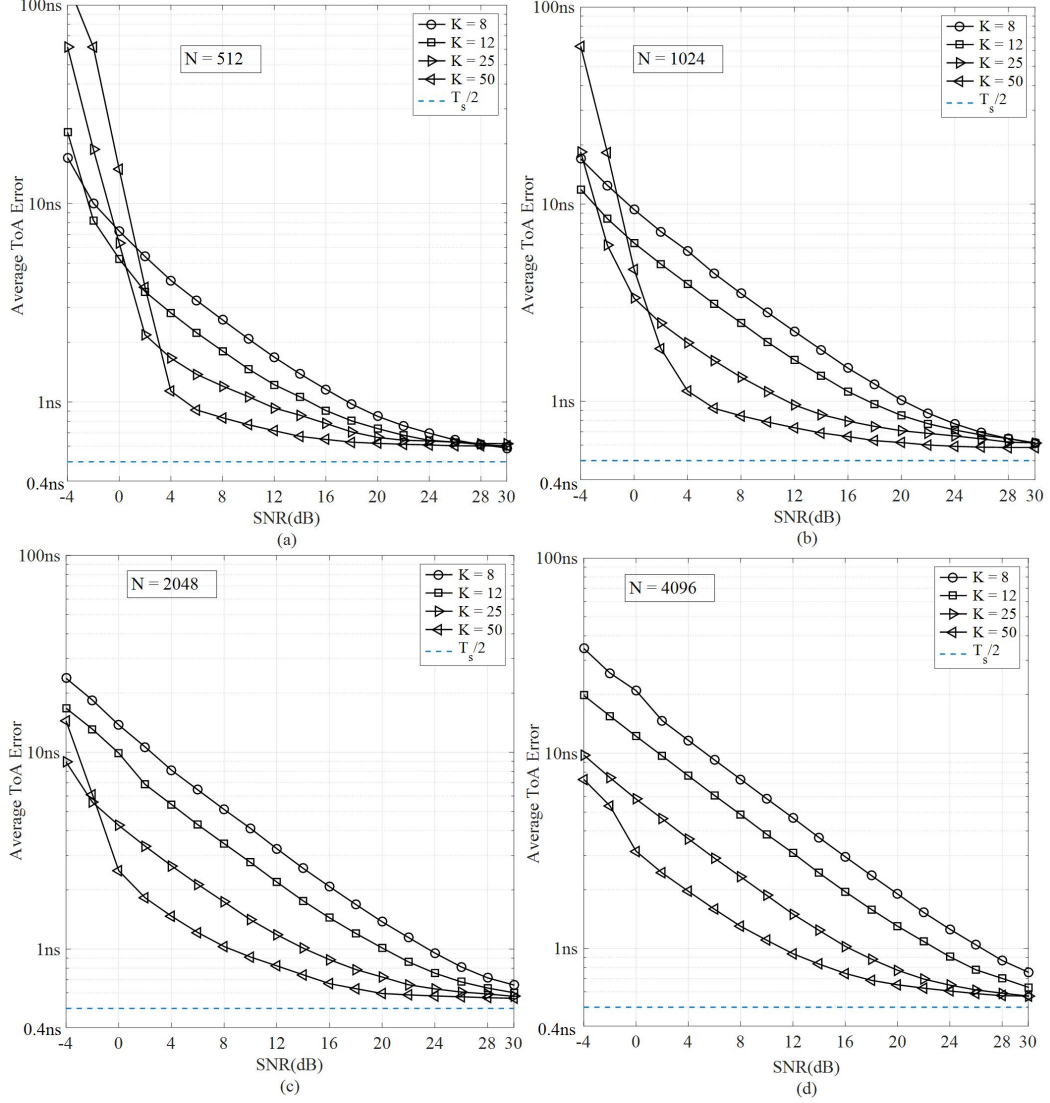 100ns
10ns
1ns
0.4ns
Average ToA Error
N = 512
K = 8
K = 12
K = 25
K = 50
T_s/2
-4 0 4 8 12 16 20 24 28 30
SNR(dB)
(a)
100ns
10ns
1ns
0.4ns
Average ToA Error
N = 1024
K = 8
K = 12
K = 25
K = 50
T_s/2
-4 0 4 8 12 16 20 24 28 30
SNR(dB)
(b)
100ns
10ns
1ns
0.4ns
Average ToA Error
N = 2048
K = 8
K = 12
K = 25
K = 50
T_s/2
-4 0 4 8 12 16 20 24 28 30
SNR(dB)
(c)
100ns
10ns
1ns
0.4ns
Average ToA Error
N = 4096
K = 8
K = 12
K = 25
K = 50
T_s/2
-4 0 4 8 12 16 20 24 28 30
SNR(dB)
(d)